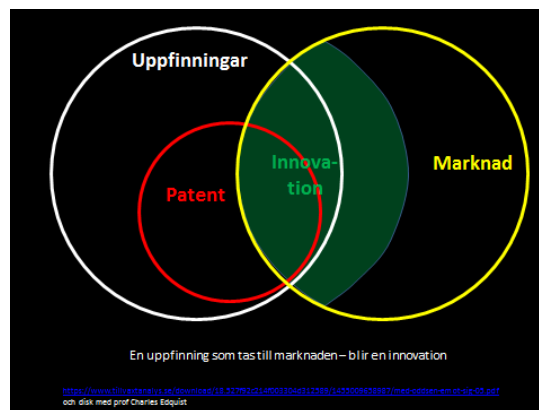 Uppfinningar
Innova-
tion
Marknad
Patent
En uppfinning som tas till marknaden – blir en innovation
och disk med prof Charles Edquist